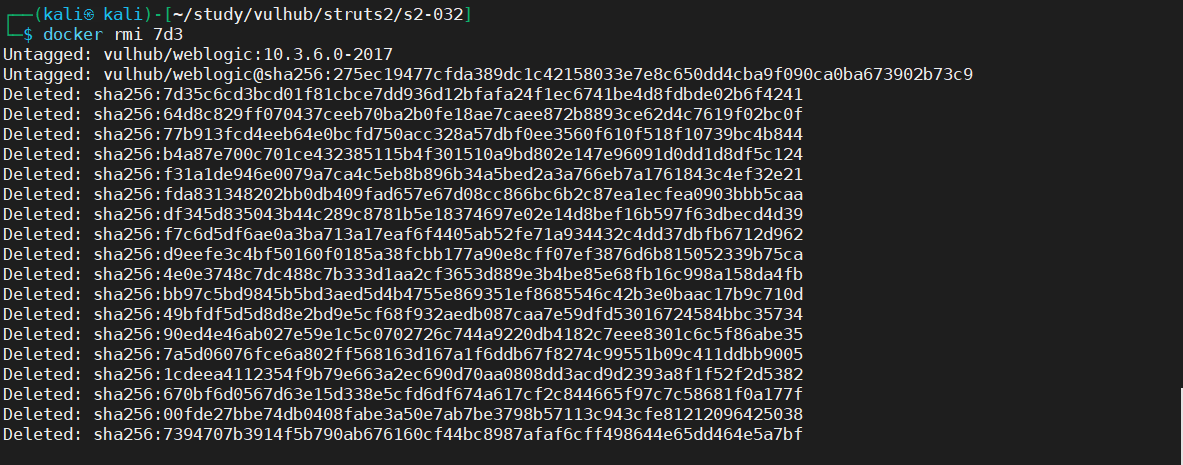 ┌──(kali㉿ kali)-[~/study/vulhub/struts2/s2-032]
└─$ docker rmi 7d3
Untagged: vulhub/weblogic:10.3.6.0-2017
Untagged: vulhub/weblogic@sha256:275ec19477cfda389dc1c42158033e7e8c650dd4cba9f090ca0ba673902b73c9
Deleted: sha256:7d35c6cd3bcd01f81cbce7dd936d12bfafa24f1ec6741be4d8fdbde02b6f4241
Deleted: sha256:64d8c829ff070437ceeb70ba2b0fe18ae7caee872b8893ce62d4c7619f02bc0f
Deleted: sha256:77b913fcd4eeb64e0bcfd750acc328a57dbf0ee3560f610f518f10739bc4b844
Deleted: sha256:b4a87e700c701ce432385115b4f301510a9bd802e147e96091d0dd1d8df5c124
Deleted: sha256:f31a1de946e0079a7ca4c5eb8b896b34a5bed2a3a766eb7a1761843c4ef32e21
Deleted: sha256:fda831348202bb0db409fad657e67d08cc866bc6b2c87ea1ecfea0903bbb5caa
Deleted: sha256:df345d835043b44c289c8781b5e18374697e02e14d8bef16b597f63dbecd4d39
Deleted: sha256:f7c6d5df6ae0a3ba713a17eaf6f4405ab52fe71a934432c4dd37dbfb6712d962
Deleted: sha256:d9eefe3c4bf50160f0185a38fcbb177a90e8cff07ef3876d6b815052339b75ca
Deleted: sha256:4e0e3748c7dc488c7b333d1aa2cf3653d889e3b4be85e68fb16c998a158da4fb
Deleted: sha256:bb97c5bd9845b5bd3aed5d4b4755e869351ef8685546c42b3e0baac17b9c710d
Deleted: sha256:49bfdf5d5d8d8e2bd9e5cf68f932aedb087caa7e59dfd53016724584bbc35734
Deleted: sha256:90ed4e46ab027e59e1c5c0702726c744a9220db4182c7eee8301c6c5f86abe35
Deleted: sha256:7a5d06076fce6a802ff568163d167a1f6ddb67f8274c99551b09c411ddbb9005
Deleted: sha256:1cdeea4112354f9b79e663a2ec690d70aa0808dd3acd9d2393a8f1f52f2d5382
Deleted: sha256:670bf6d0567d63e15d338e5cfd6df674a617cf2c844665f97c7c58681f0a177f
Deleted: sha256:00fde27bbe74db0408fabe3a50e7ab7be3798b57113c943cfe81212096425038
Deleted: sha256:7394707b3914f5b790ab676160cf44bc8987afaf6cff498644e65dd464e5a7bf